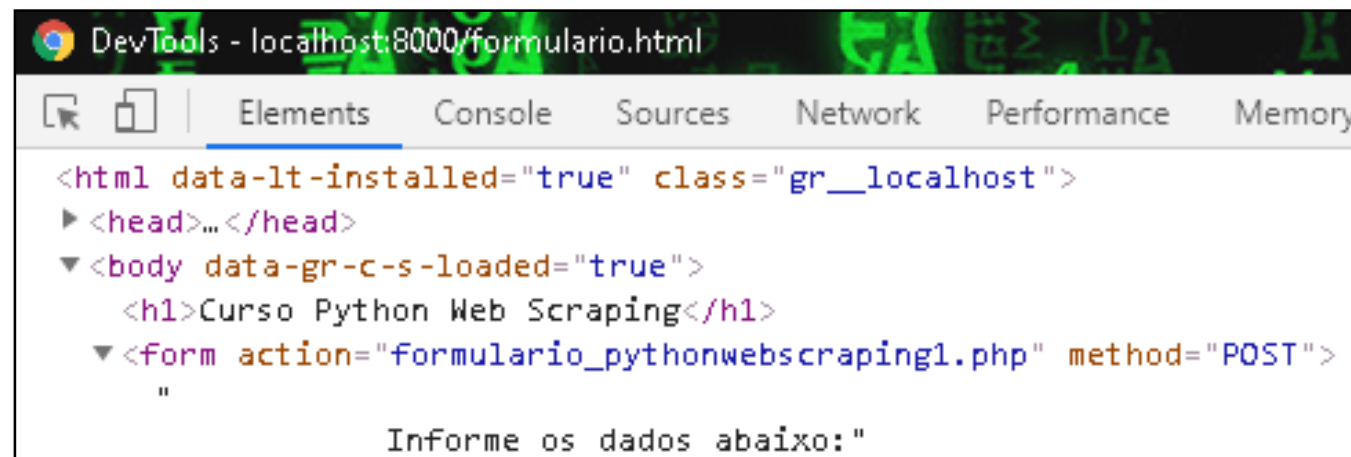 DevTools - localhost:8000/formulario.html
Elements Console Sources Network Performance Memory
<html data-lt-installed="true" class="gr__localhost">
<head>…</head>
<body data-gr-c-s-loaded="true">
<h1>Curso Python Web Scraping</h1>
<form action="formulario_pythonwebscraping1.php" method="POST">
"
Informe os dados abaixo:"